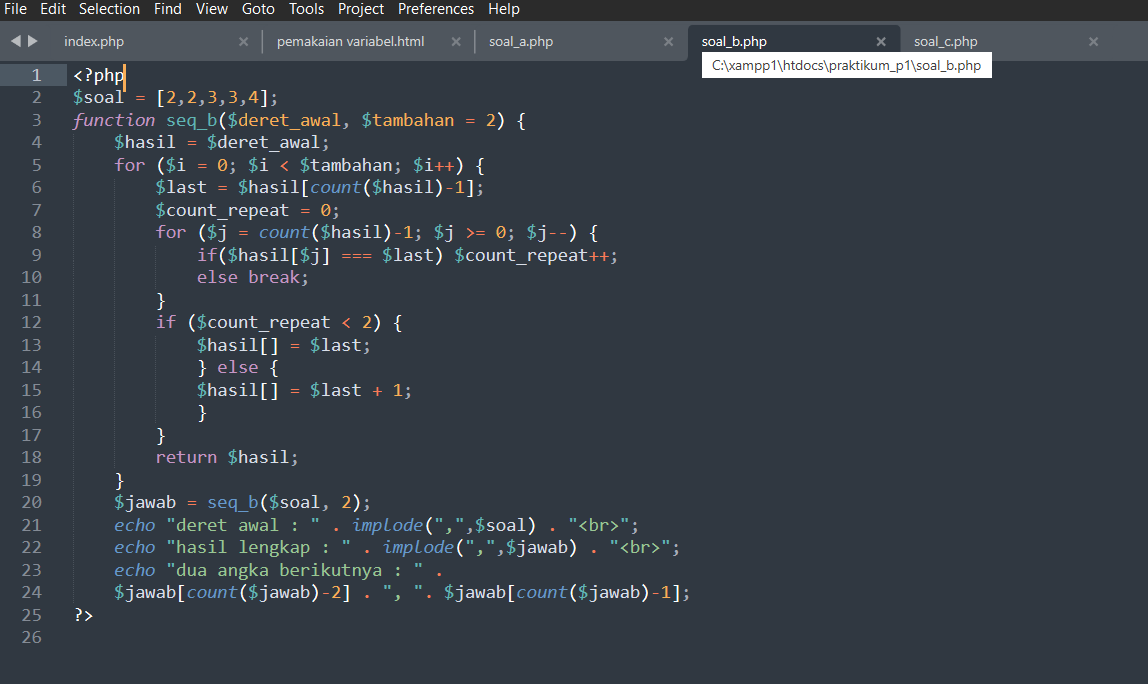 File Edit Selection Find View Goto Tools Project Preferences Help
index.php × pemakaian variabel.html × soal_a.php × soal_b.php × soal_c.php ×
C:\xampp1\htdocs\praktikum_p1\soal_b.php
1 <?php
2 $soal = [2,2,3,3,4];
3 function seq_b($deret_awal, $tambahan = 2) {
4     $hasil = $deret_awal;
5     for ($i = 0; $i < $tambahan; $i++) {
6         $last = $hasil[count($hasil)-1];
7         $count_repeat = 0;
8         for ($j = count($hasil)-1; $j >= 0; $j--) {
9             if($hasil[$j] === $last) $count_repeat++;
10             else break;
11         }
12         if ($count_repeat < 2) {
13             $hasil[] = $last;
14             } else {
15             $hasil[] = $last + 1;
16             }
17         }
18         return $hasil;
19     }
20     $jawab = seq_b($soal, 2);
21     echo "deret awal : " . implode(",",$soal) . "<br>";
22     echo "hasil lengkap : " . implode(",",$jawab) . "<br>";
23     echo "dua angka berikutnya : " .
24     $jawab[count($jawab)-2] . ", ". $jawab[count($jawab)-1];
25 ?>
26